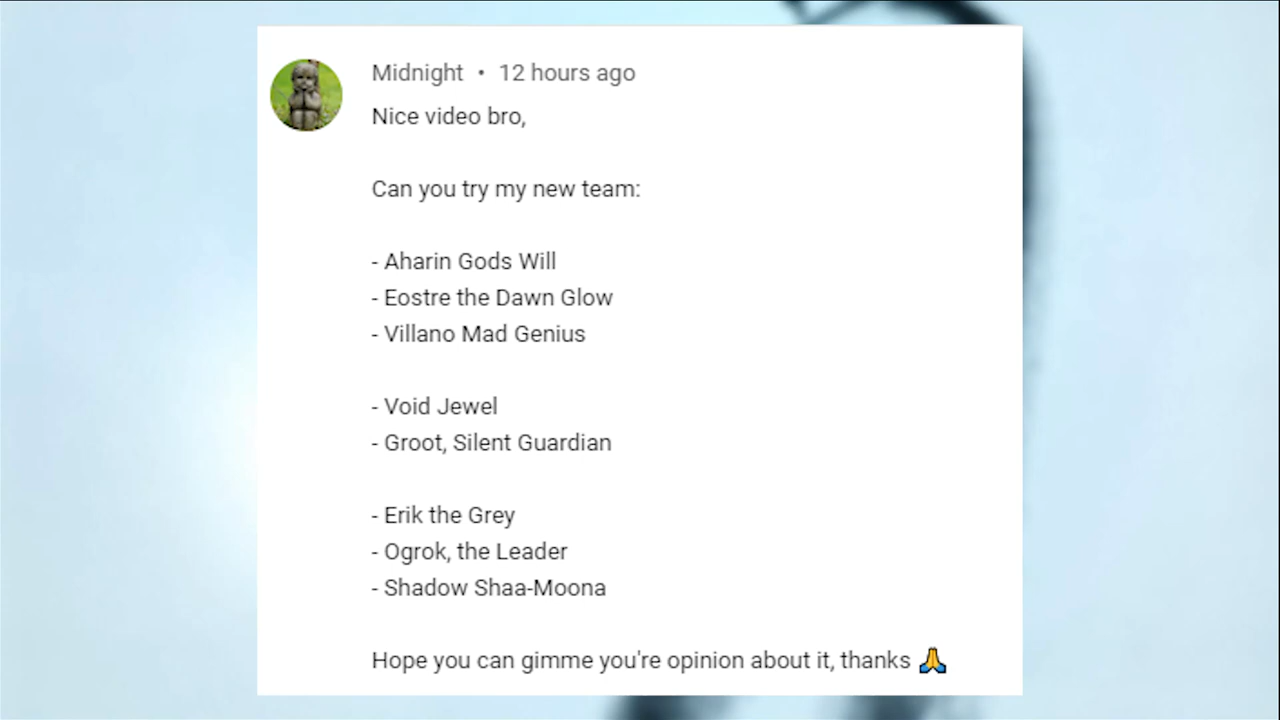 Midnight • 12 hours ago
Nice video bro,
Can you try my new team:
- Aharin Gods Will
- Eostre the Dawn Glow
- Villano Mad Genius
- Void Jewel
- Groot, Silent Guardian
- Erik the Grey
- Ogrok, the Leader
- Shadow Shaa-Moona
Hope you can gimme you're opinion about it, thanks 🙏